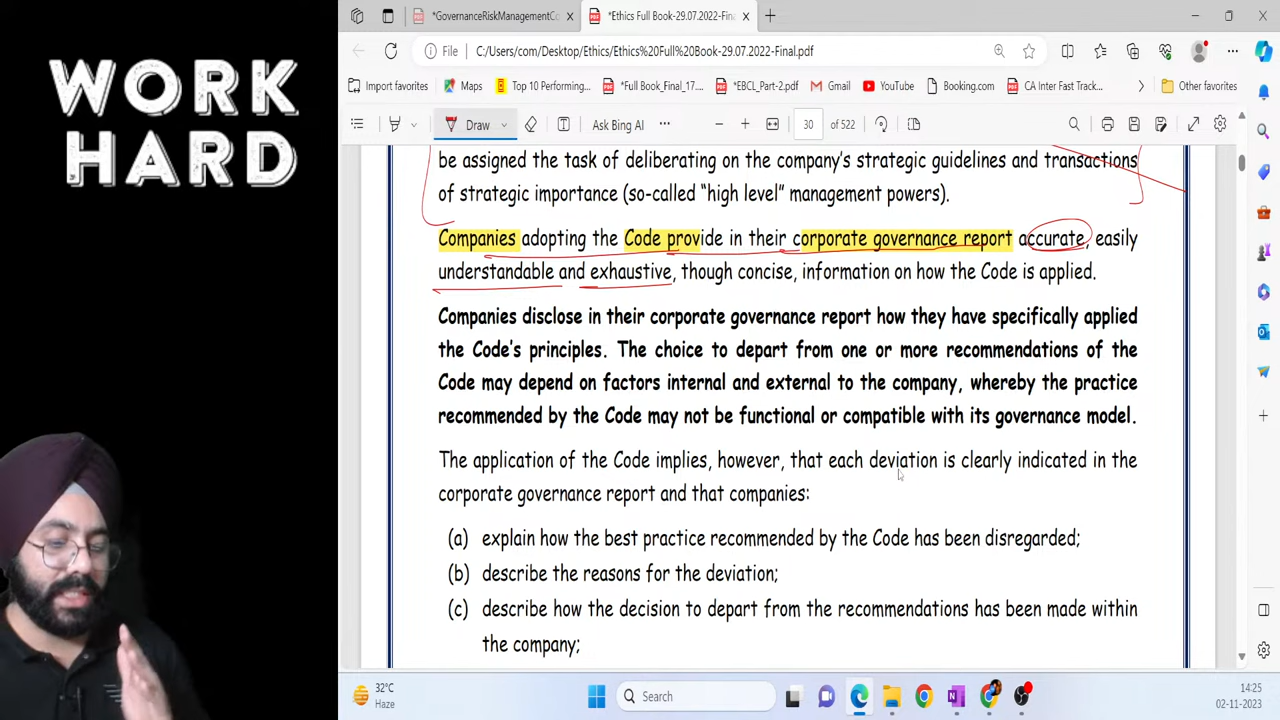 WORK
HARD
*GovernanceRiskManagementCo
*Ethics Full Book-29.07.2022-Fina
File
C:/Users/com/Desktop/Ethics/Ethics%20Full%20Book-29.07.2022-Final.pdf
Import favorites
Maps
Top 10 Performing...
*Full Book_Final_17...
*EBCL_Part-2.pdf
Gmail
YouTube
Booking.com
CA Inter Fast Track...
Draw
Ask Bing AI
30
of 522
be assigned the task of deliberating on the company's strategic guidelines and transactions
of strategic importance (so-called "high level" management powers).
Companies adopting the Code provide in their corporate governance report accurate, easily
understandable and exhaustive, though concise, information on how the Code is applied.
Companies disclose in their corporate governance report how they have specifically applied
the Code's principles. The choice to depart from one or more recommendations of the
Code may depend on factors internal and external to the company, whereby the practice
recommended by the Code may not be functional or compatible with its governance model.
The application of the Code implies, however, that each deviation is clearly indicated in the
corporate governance report and that companies:
(a) explain how the best practice recommended by the Code has been disregarded;
(b) describe the reasons for the deviation;
(c) describe how the decision to depart from the recommendations has been made within
the company;
32°C
Haze
Search
14:25
02-11-2023